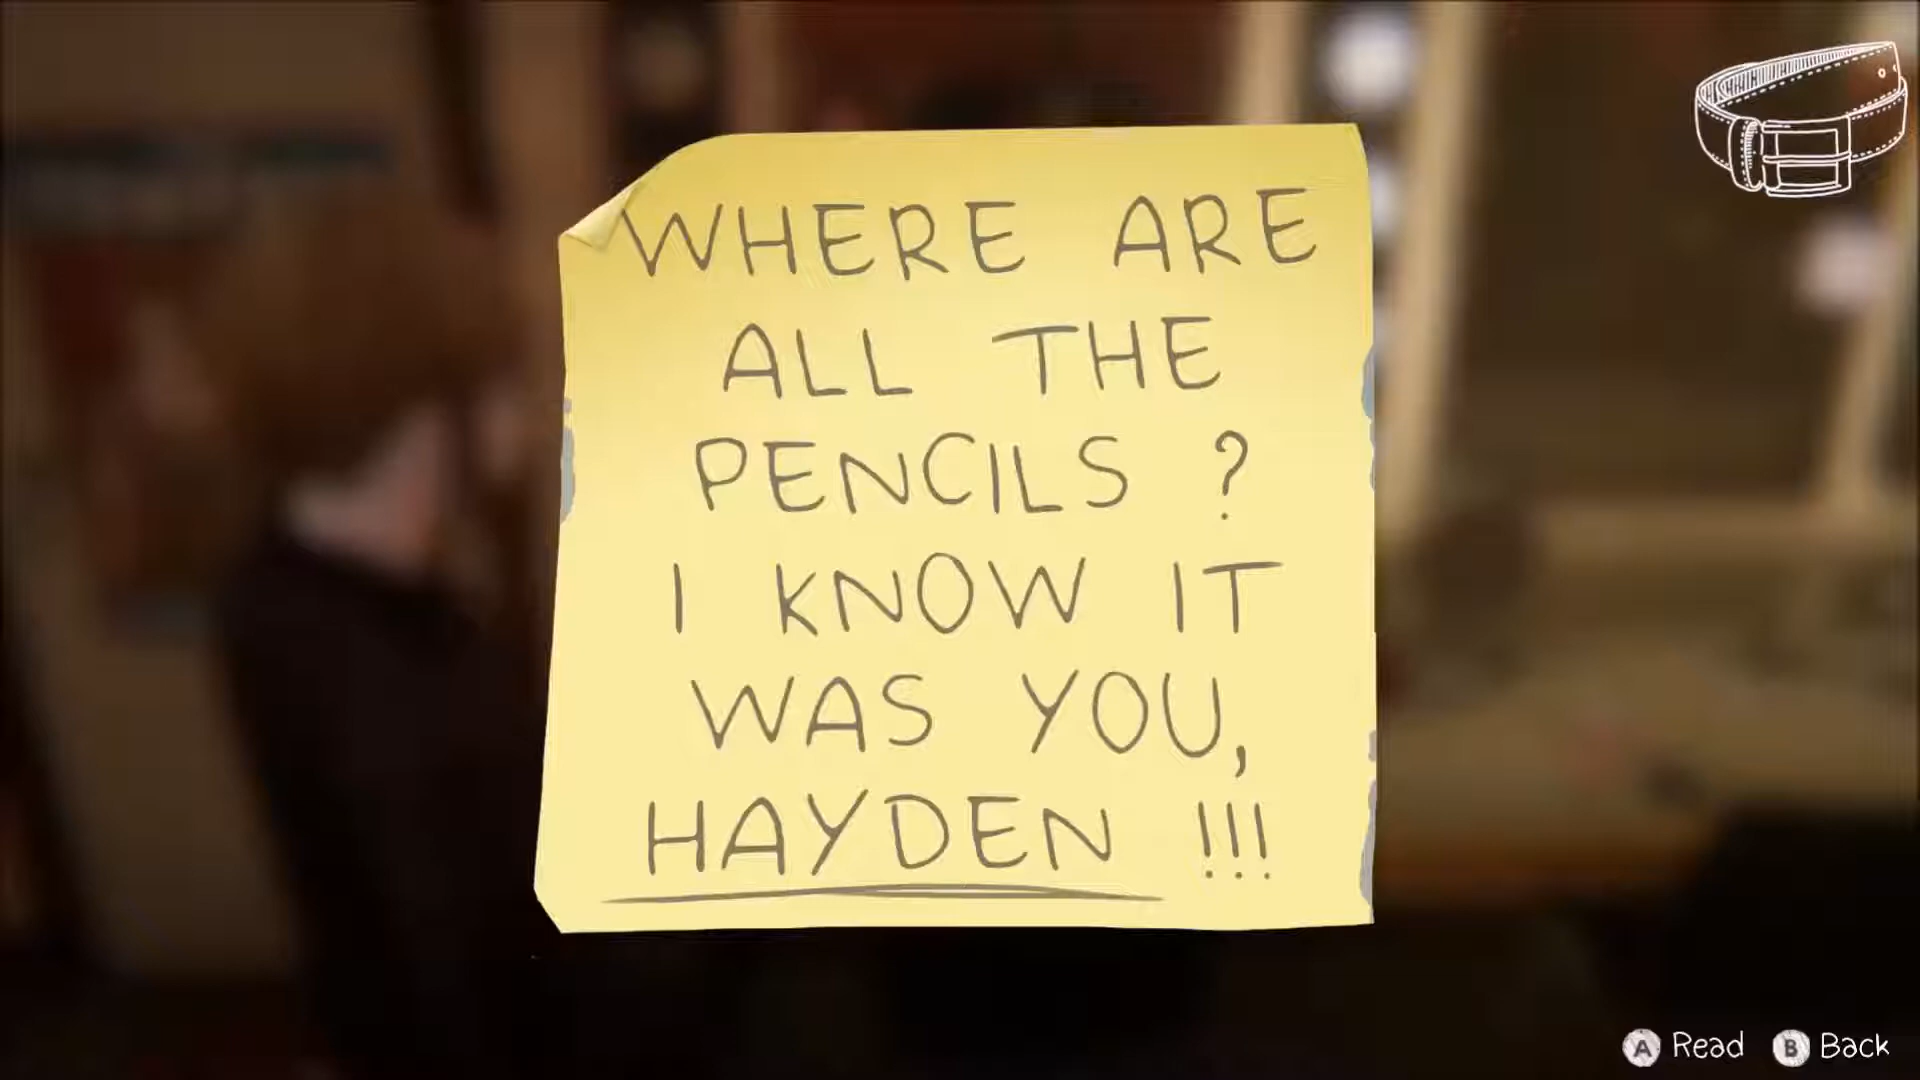 WHERE ARE
ALL THE
PENCILS ?
I KNOW IT
WAS YOU,
HAYDEN !!!
A Read B Back